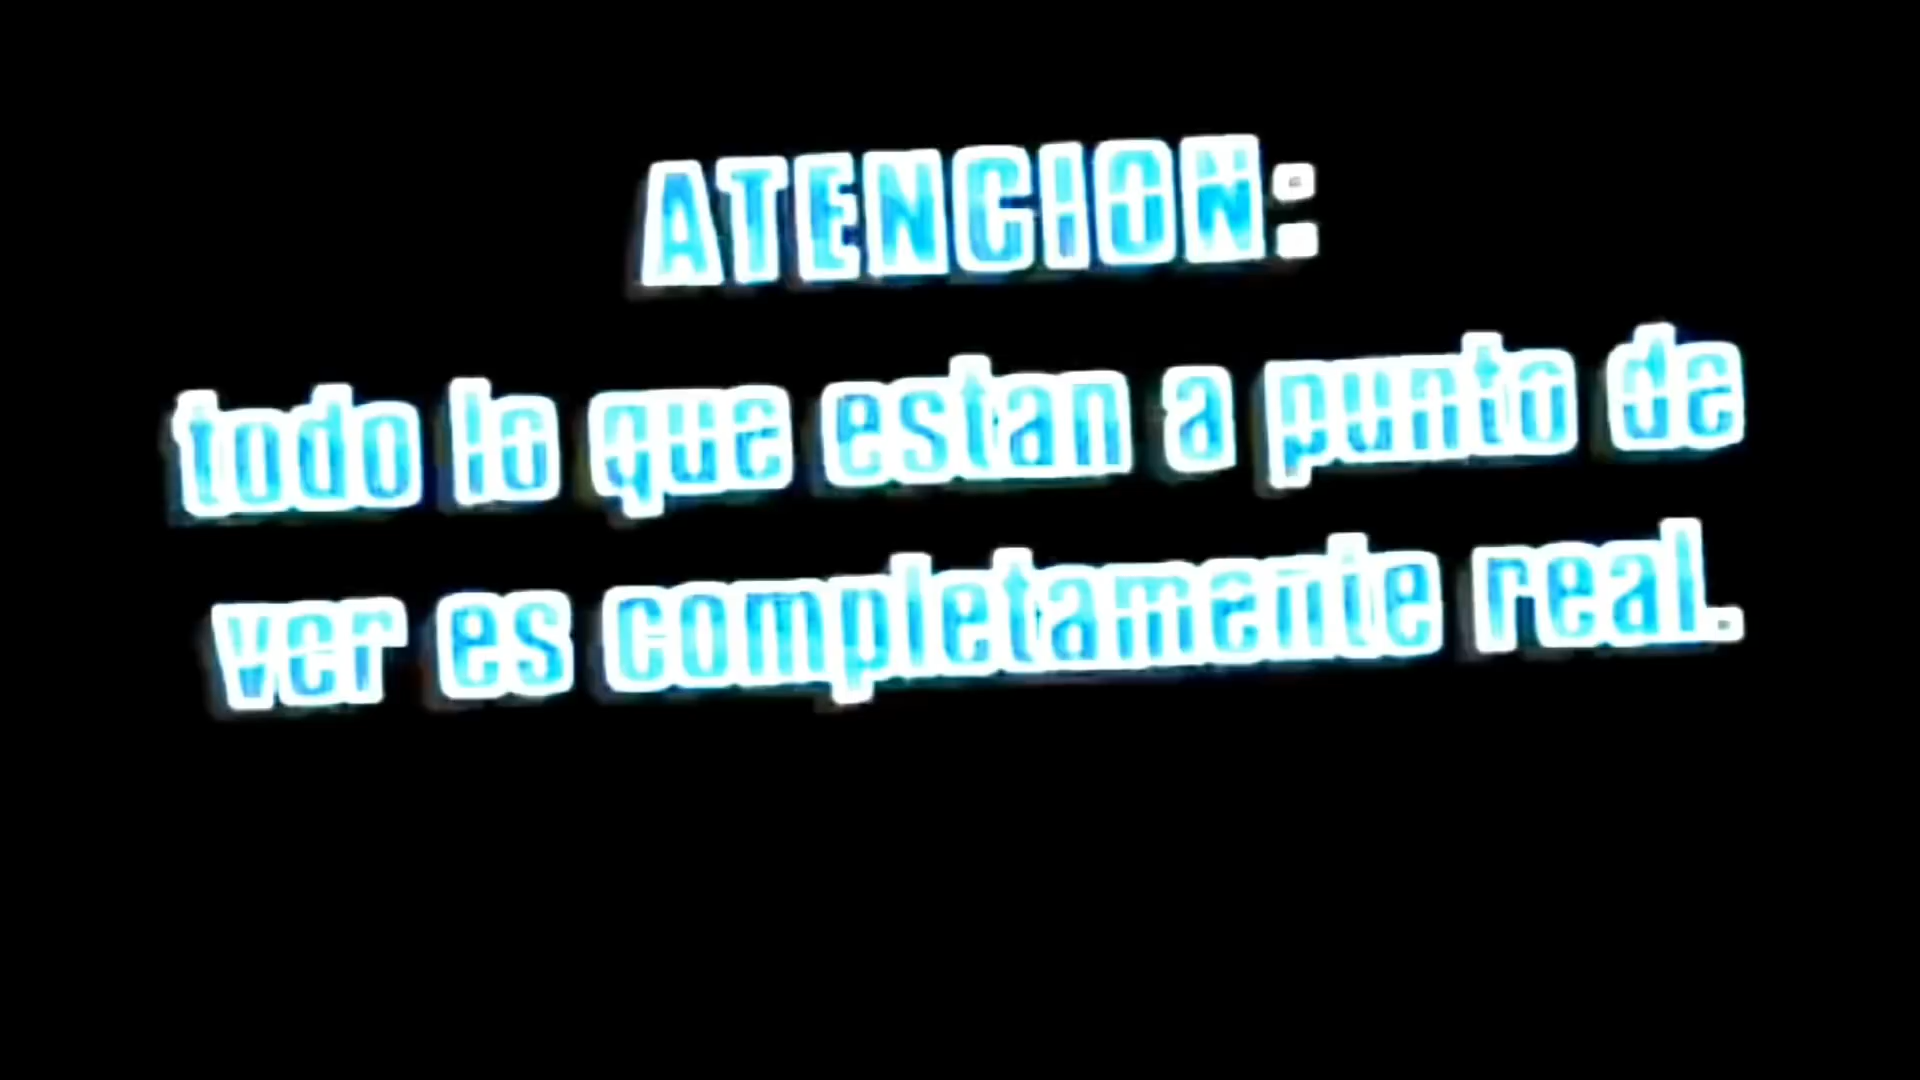 ATENCION:
todo lo que estan a punto de
ver es completamente real.